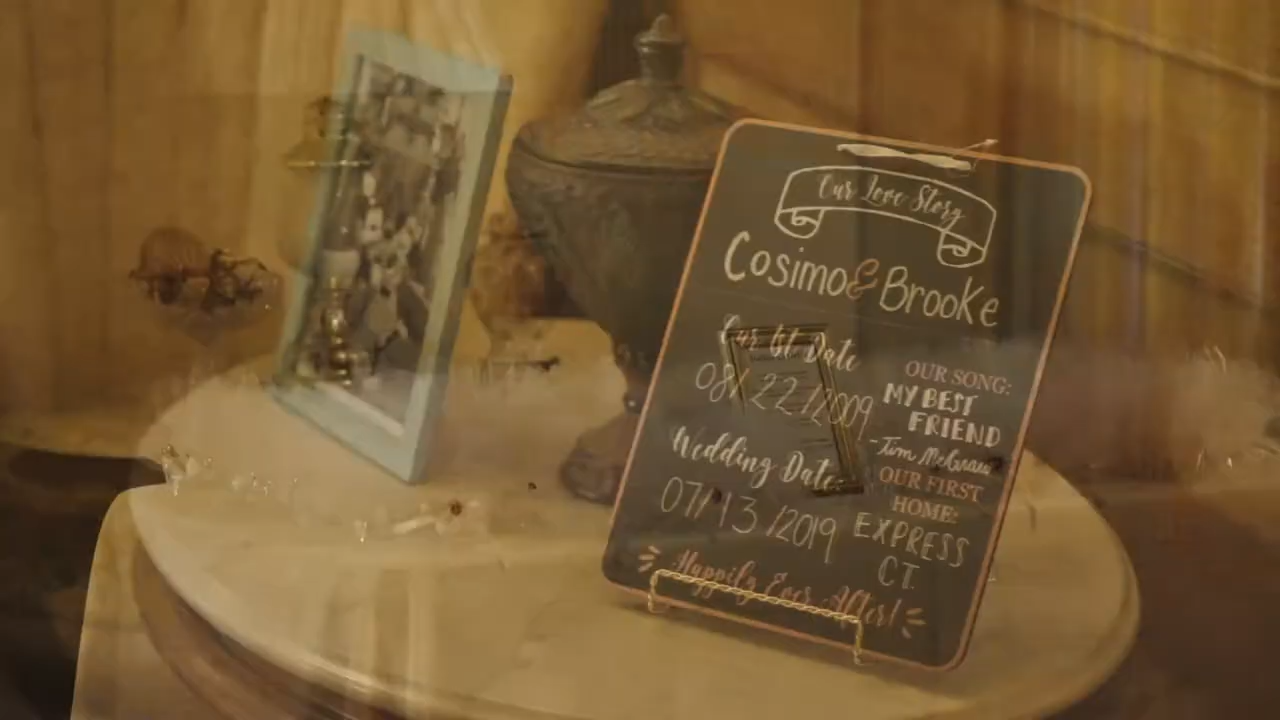 Our Love Story
Cosimo & Brooke
Our 1st Date
08/22/2009
Wedding Date:
07/13/2019
OUR SONG:
MY BEST
FRIEND
-Tim McGraw
OUR FIRST
HOME:
EXPRESS
CT.
Happily Ever After!